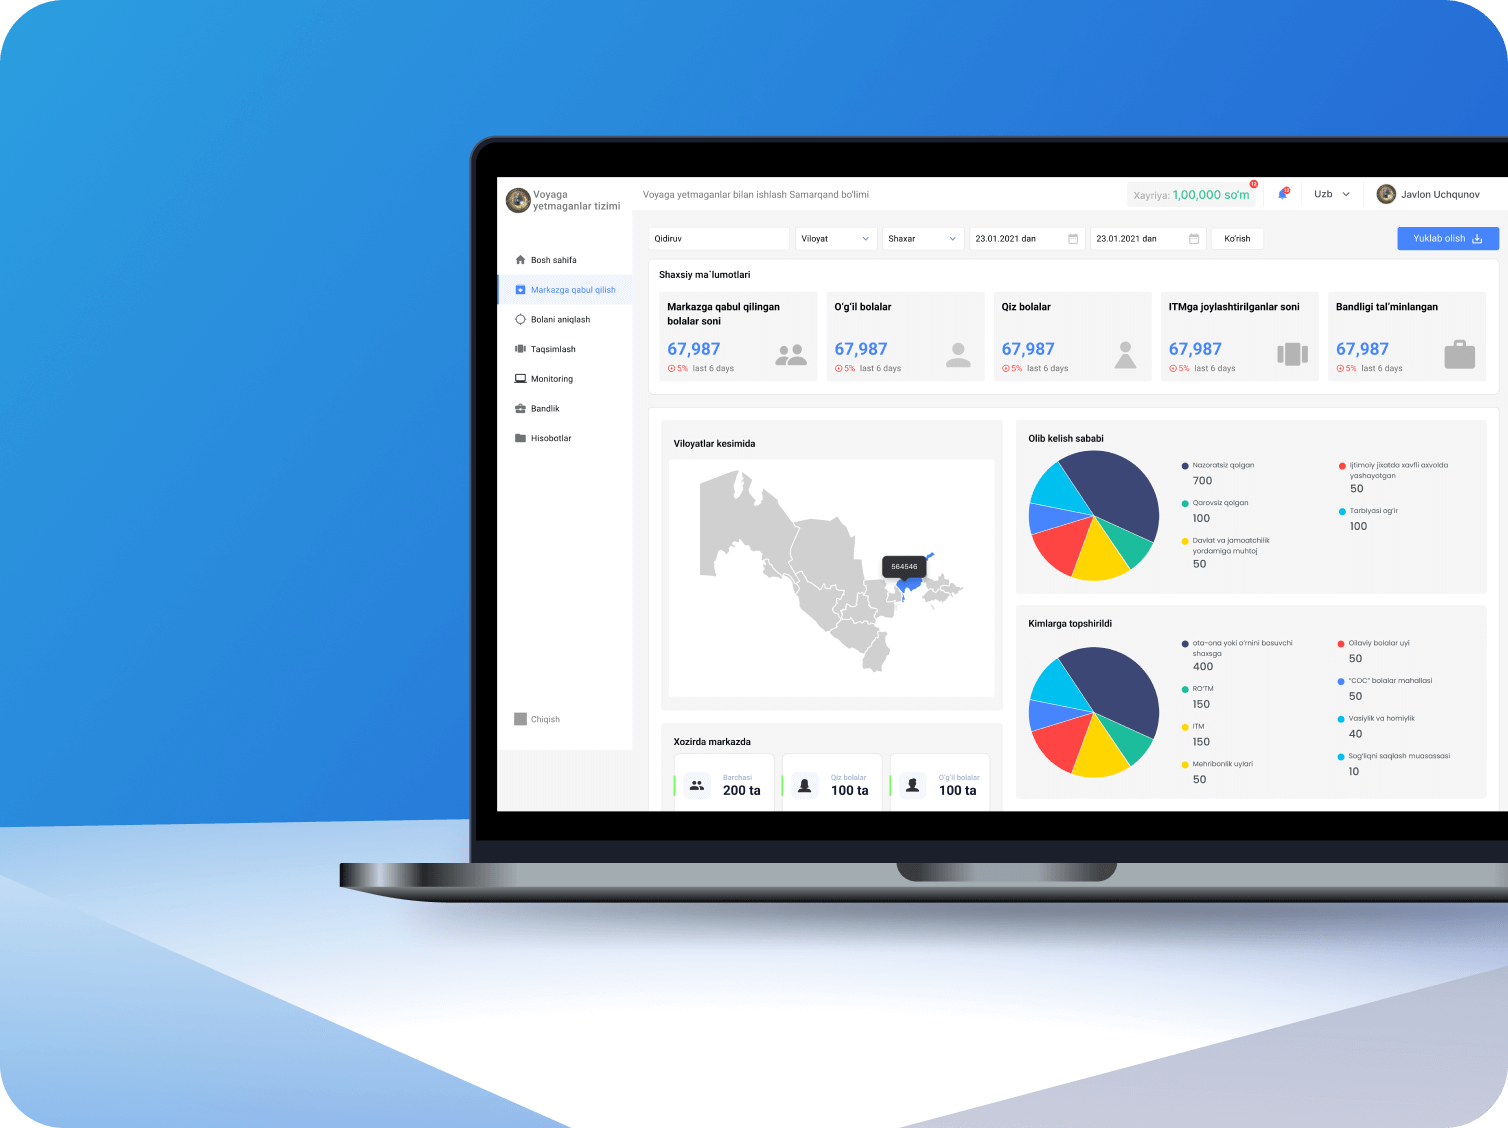 Voyaga
yetmaganlar tizimi
Voyaga yetmaganlar bilan ishlash Samarqand bo'limi
Xayriya: 1,00,000 so'm
12
12
Uzb
Javlon Uchqunov
Bosh sahifa
Markazga qabul qilish
Bolani aniqlash
Taqsimlash
Monitoring
Bandlik
Hisobotlar
Chiqish
Qidiruv
Viloyat
Shaxar
23.01.2021 dan
23.01.2021 dan
Ko'rish
Yuklab olish
Shaxsiy ma`lumotlari
Markazga qabul qilingan
bolalar soni
67,987
5% last 6 days
O'g'il bolalar
67,987
5% last 6 days
Qiz bolalar
67,987
5% last 6 days
ITMga joylashtirilganlar soni
67,987
5% last 6 days
Bandligi tal'minlangan
67,987
5% last 6 days
Viloyatlar kesimida
564546
Xozirda markazda
Barchasi
200 ta
Qiz bolalar
100 ta
O'g'il bolalar
100 ta
Olib kelish sababi
Nazoratsiz qolgan
700
Qarovsiz qolgan
100
Davlat va jamoatchilik
yordamiga muhtoj
50
Ijtimoiy jixatda xavfli axvolda
yashayotgan
50
Tarbiyasi og'ir
100
Kimlarga topshirildi
ota-ona yoki o'rnini bosuvchi
shaxsga
400
RO'TM
150
ITM
150
Mehribonlik uylari
50
Oilaviy bolalar uyi
50
"COC" bolalar mahallasi
50
Vasiylik va homiylik
40
Sog'liqni saqlash muasassasi
10